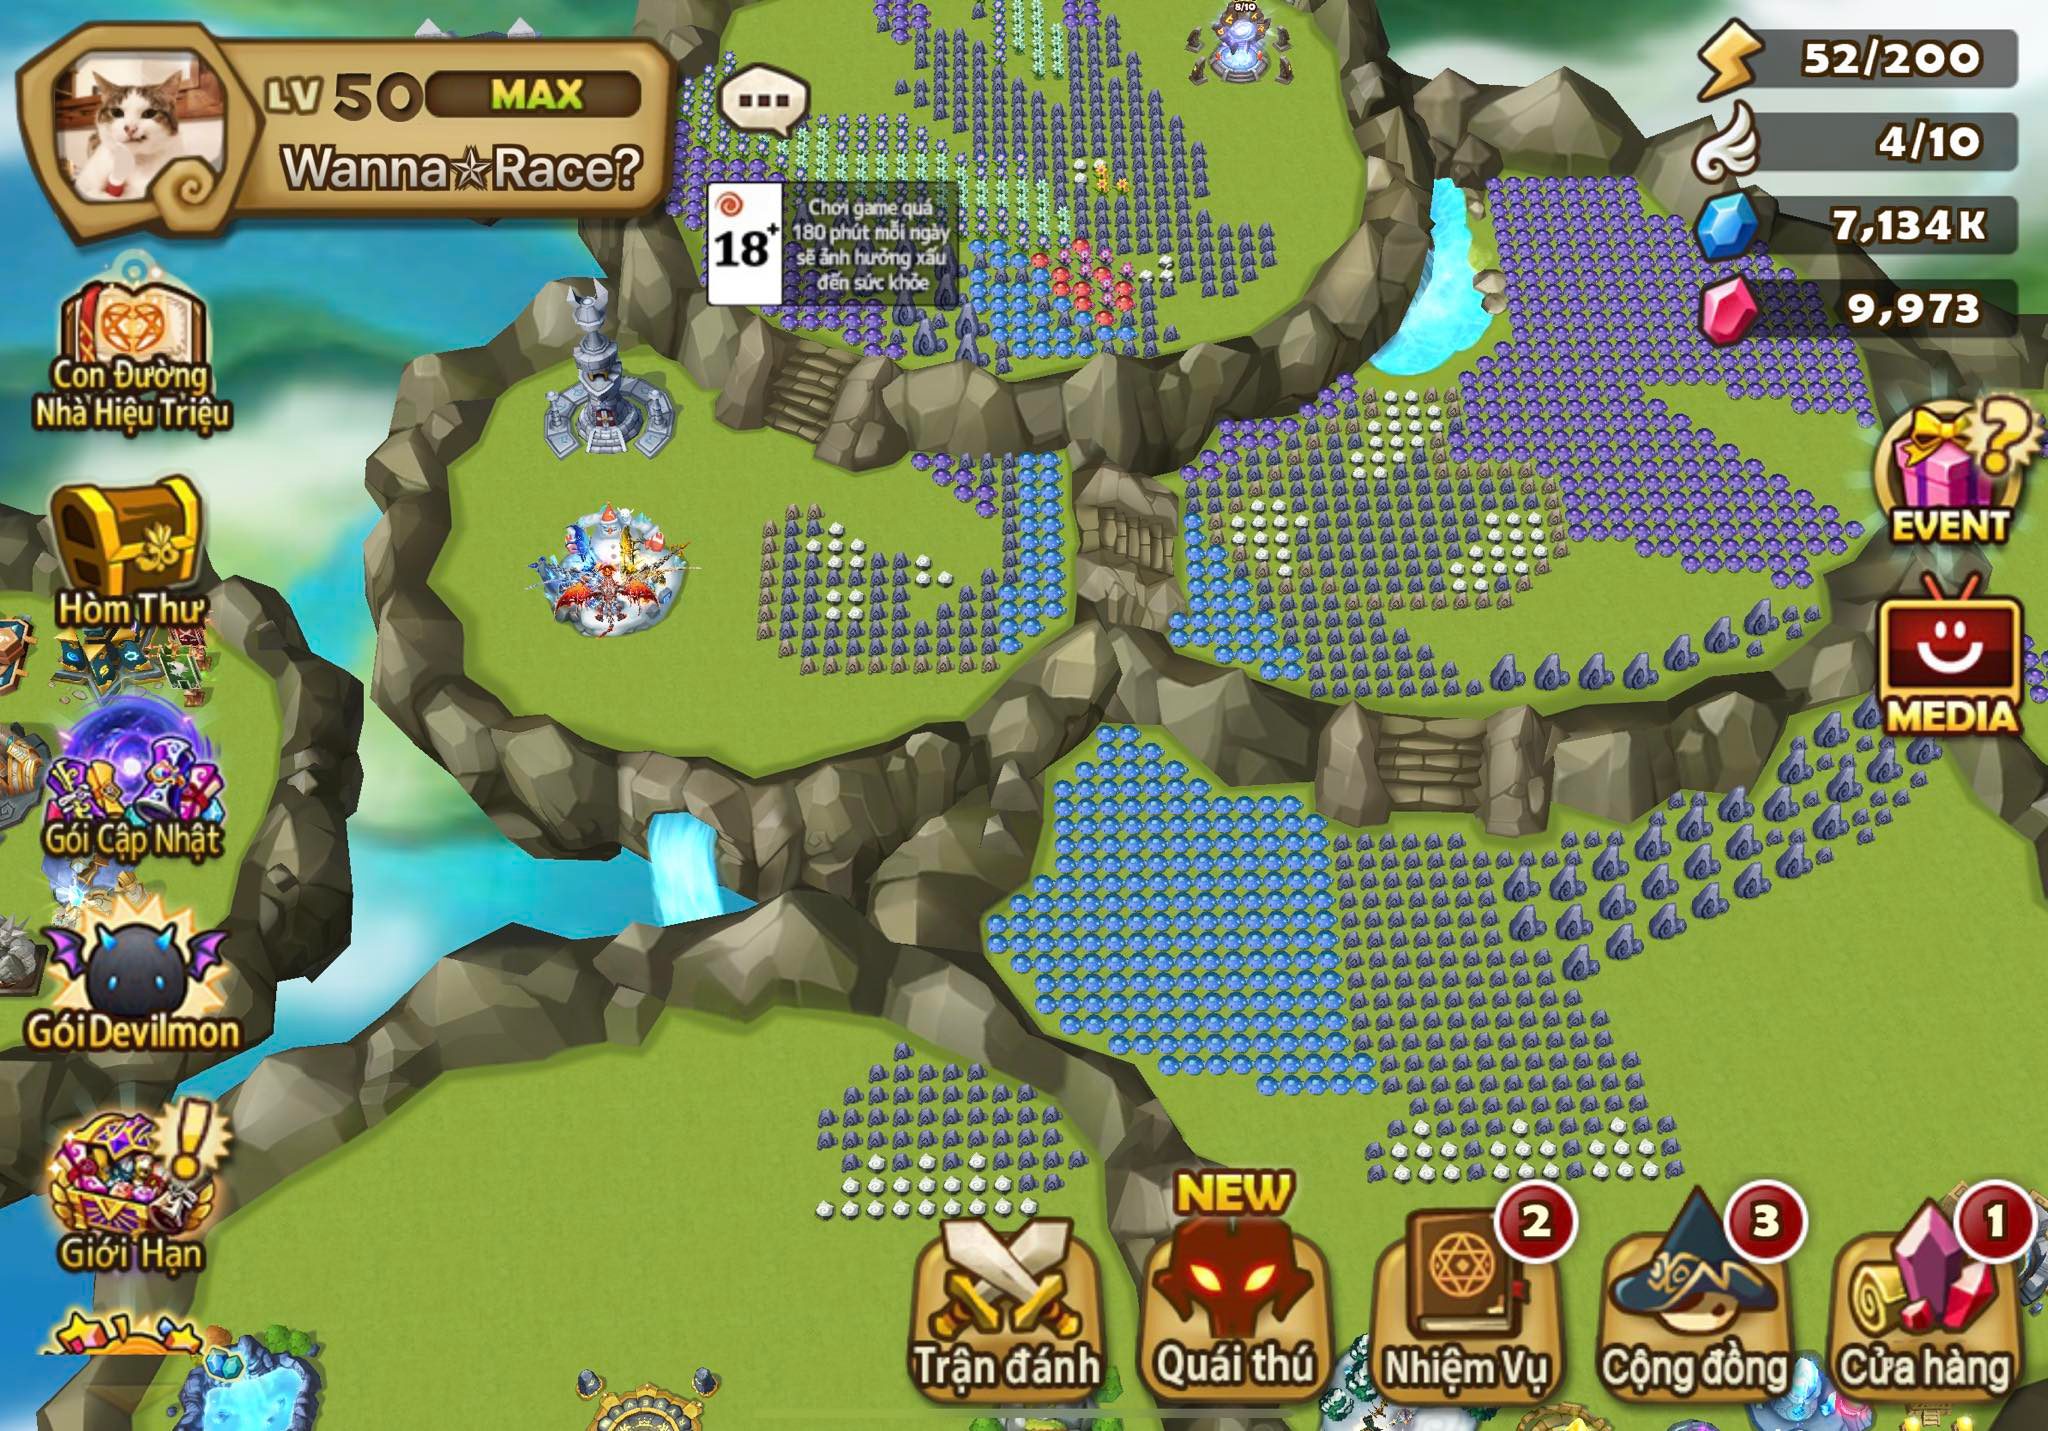 8/10
LV 50 MAX
Wanna★Race?
52/200
4/10
7,134K
9,973
18+
Chơi game quá
180 phút mỗi ngày
sẽ ảnh hưởng xấu
đến sức khỏe
Con Đường
Nhà Hiệu Triệu
Hòm Thư
Gói Cập Nhật
Gói Devilmon
Giới Hạn
EVENT
MEDIA
NEW
2
3
1
Trận đánh
Quái thú
Nhiệm Vụ
Cộng đồng
Cửa hàng